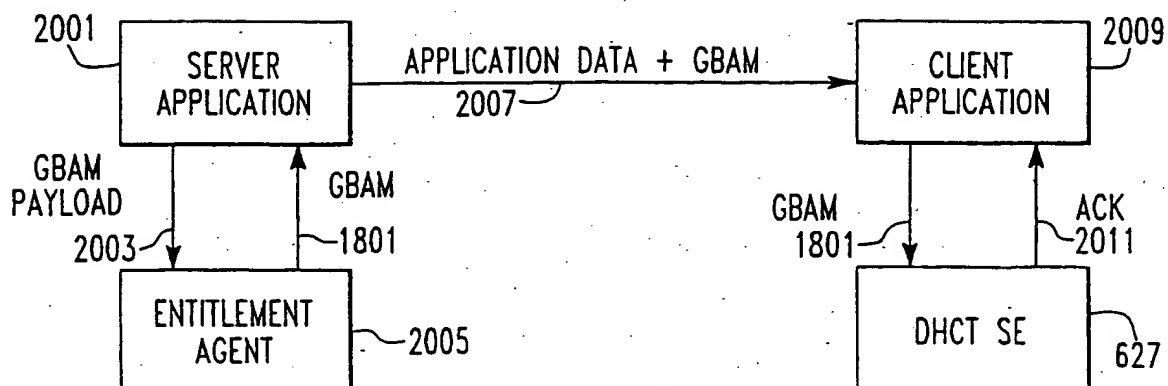 2001
SERVER
APPLICATION
APPLICATION DATA + GBAM
2007
2009
CLIENT
APPLICATION
GBAM
PAYLOAD
2003
GBAM
1801
GBAM
1801
ACK
2011
ENTITLEMENT
AGENT
2005
DHCT SE
627